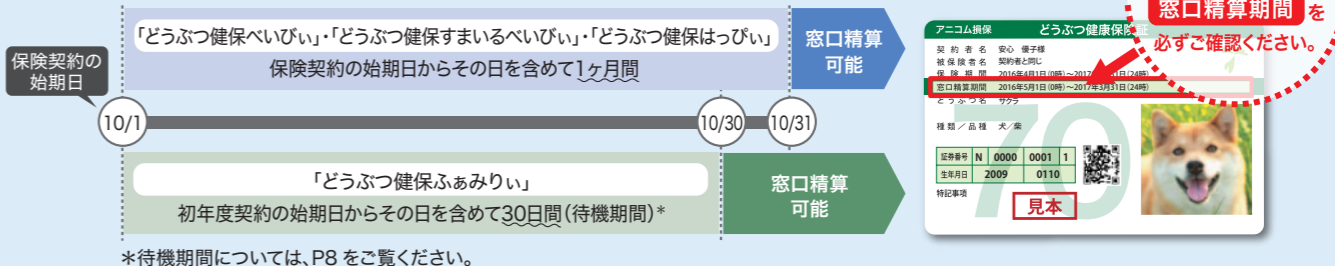 保険契約の
始期日
「どうぶつ健保べいびぃ」・「どうぶつ健保すまいるべいびぃ」・「どうぶつ健保はっぴぃ」
保険契約の始期日からその日を含めて1ヶ月間
窓口精算
可能
10/1
10/30
10/31
「どうぶつ健保ふぁみりぃ」
初年度契約の始期日からその日を含めて30日間(待機期間)*
窓口精算
可能
*待機期間については、P8 をご覧ください。
窓口精算期間 を
必ずご確認ください。
アニコム損保 どうぶつ健康保険証
契約者名 安心 優子様
被保険者名 契約者と同じ
保険期間 2016年4月1日(0時)~2017 1日(24時)
窓口精算期間 2016年5月1日(0時)~2017年3月31日(24時)
どうぶつ名 サクラ
種類/品種 犬/柴
70
証券番号 N 0000 0001 1
生年月日 2009 0110
特記事項
見本